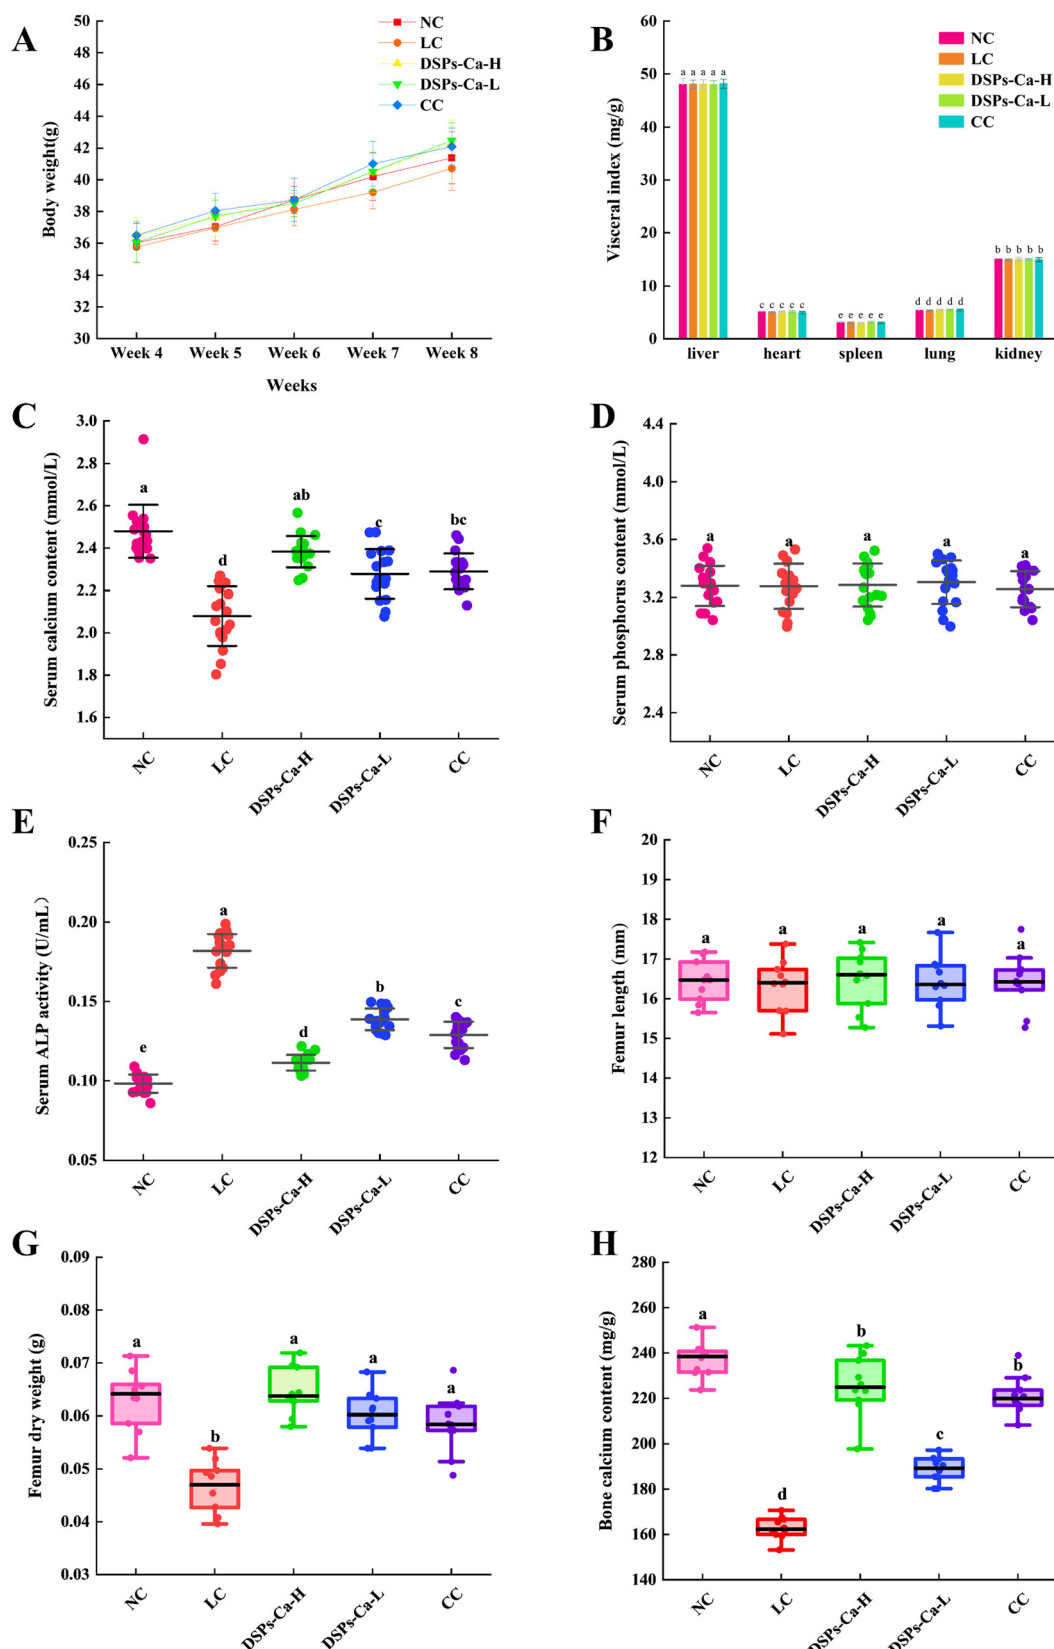 A
50
48
46
44
42
40
38
36
34
32
30
Body weight(g)
NC
LC
DSPs-Ca-H
DSPs-Ca-L
CC
Week 4 Week 5 Week 6 Week 7 Week 8
Weeks
B
60
50
40
30
20
10
0
Visceral index (mg/g)
NC
LC
DSPs-Ca-H
DSPs-Ca-L
CC
a a a a a
c c c c c
e e e e e
d d d d d
b b b b b
liver heart spleen lung kidney
C
3.0
2.8
2.6
2.4
2.2
2.0
1.8
1.6
Serum calcium content (mmol/L)
a
d
ab
c
bc
NC LC DSPs-Ca-H DSPs-Ca-L CC
D
4.4
4.0
3.6
3.2
2.8
2.4
Serum phosphorus content (mmol/L)
a a a a a
NC LC DSPs-Ca-H DSPs-Ca-L CC
E
0.25
0.20
0.15
0.10
0.05
Serum ALP activity (U/mL)
e
a
d
b
c
NC LC DSPs-Ca-H DSPs-Ca-L CC
F
20
19
18
17
16
15
14
13
12
Femur length (mm)
a a a a a
NC LC DSPs-Ca-H DSPs-Ca-L CC
G
0.09
0.08
0.07
0.06
0.05
0.04
0.03
Femur dry weight (g)
a
b
a
a
a
NC LC DSPs-Ca-H DSPs-Ca-L CC
H
280
260
240
220
200
180
160
140
Bone calcium content (mg/g)
a
d
b
c
b
NC LC DSPs-Ca-H DSPs-Ca-L CC